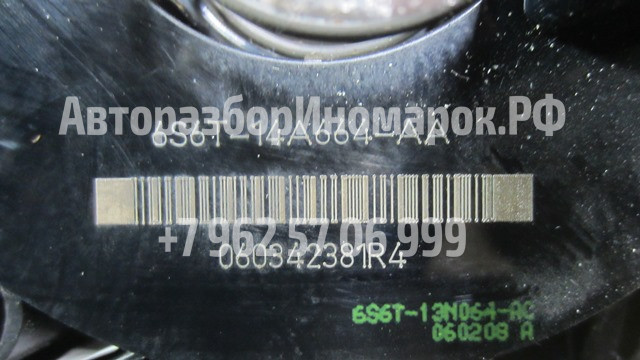 АвторазборИномарок.РФ
6S6T-14A664-AA
+7 962 57 06 999
060342381R4
6S6T-13N064-AC
060208 A